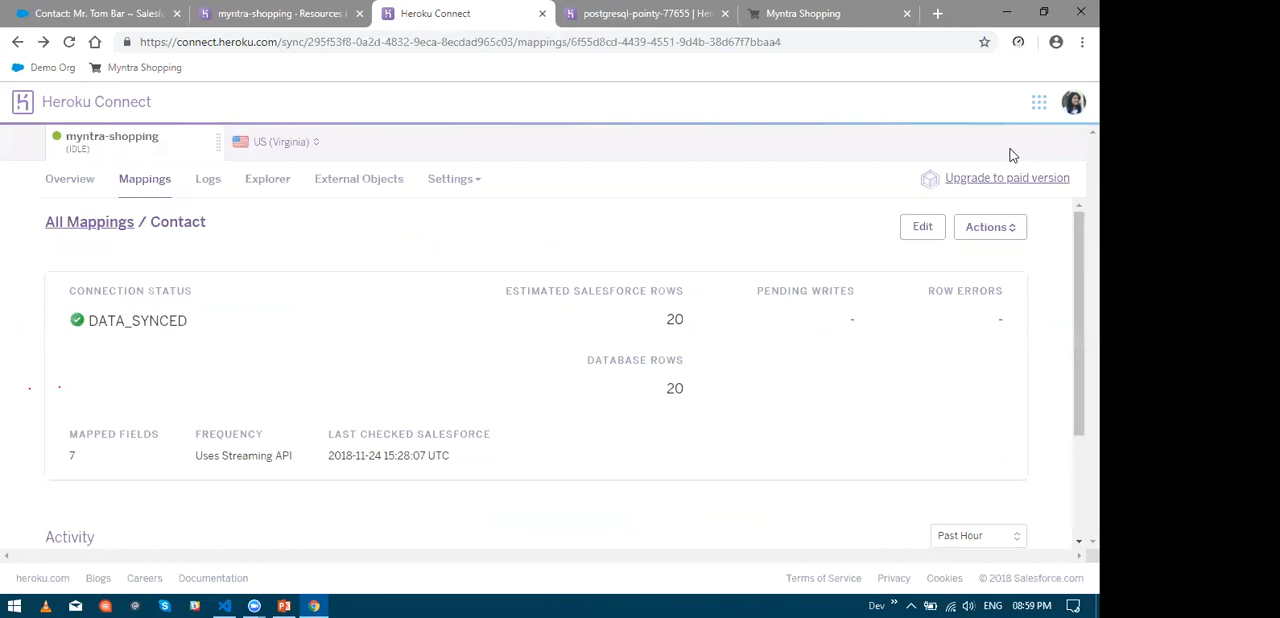 Contact: Mr. Tom Bar ~ Salesf
myntra-shopping · Resources |
Heroku Connect
postgresql-pointy-77655 | He
Myntra Shopping
https://connect.heroku.com/sync/295f53f8-0a2d-4832-9eca-8ecdad965c03/mappings/6f55d8cd-4439-4551-9d4b-38d67f7bbaa4
Demo Org
Myntra Shopping
Heroku Connect
myntra-shopping
(IDLE)
US (Virginia)
Overview
Mappings
Logs
Explorer
External Objects
Settings
Upgrade to paid version
All Mappings / Contact
Edit
Actions
CONNECTION STATUS
ESTIMATED SALESFORCE ROWS
PENDING WRITES
ROW ERRORS
DATA_SYNCED
20
-
-
DATABASE ROWS
20
MAPPED FIELDS
FREQUENCY
LAST CHECKED SALESFORCE
7
Uses Streaming API
2018-11-24 15:28:07 UTC
Activity
Past Hour
heroku.com
Blogs
Careers
Documentation
Terms of Service
Privacy
Cookies
© 2018 Salesforce.com
Dev
ENG
08:59 PM